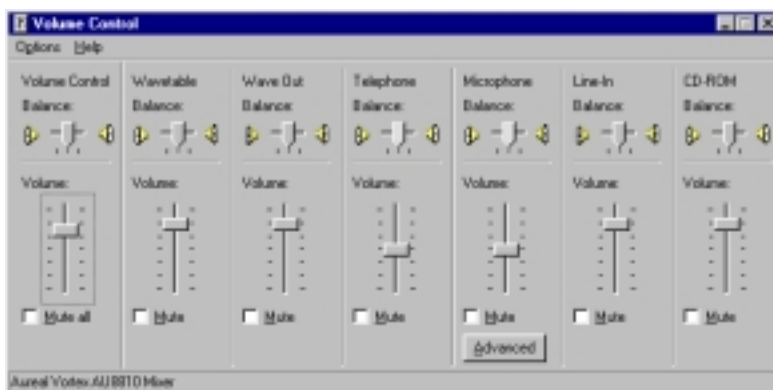 Volume Control
Options Help
Volume Control Wavetable Wave Out Telephone Microphone Line-In CD-ROM
Balance: Balance: Balance: Balance: Balance: Balance: Balance:
Volume: Volume: Volume: Volume: Volume: Volume: Volume:
Mute all Mute Mute Mute Mute Mute Mute
Advanced
Aureal Vortex AU8810 Mixer